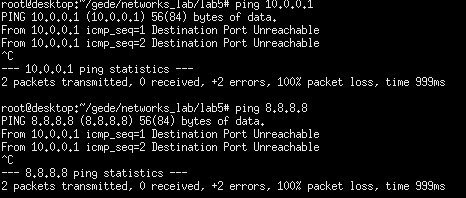 root@desktop:~/gede/networks_lab/lab5# ping 10.0.0.1
PING 10.0.0.1 (10.0.0.1) 56(84) bytes of data.
From 10.0.0.1 icmp_seq=1 Destination Port Unreachable
From 10.0.0.1 icmp_seq=2 Destination Port Unreachable
^C
--- 10.0.0.1 ping statistics ---
2 packets transmitted, 0 received, +2 errors, 100% packet loss, time 999ms

root@desktop:~/gede/networks_lab/lab5# ping 8.8.8.8
PING 8.8.8.8 (8.8.8.8) 56(84) bytes of data.
From 10.0.0.1 icmp_seq=1 Destination Port Unreachable
From 10.0.0.1 icmp_seq=2 Destination Port Unreachable
^C
--- 8.8.8.8 ping statistics ---
2 packets transmitted, 0 received, +2 errors, 100% packet loss, time 999ms